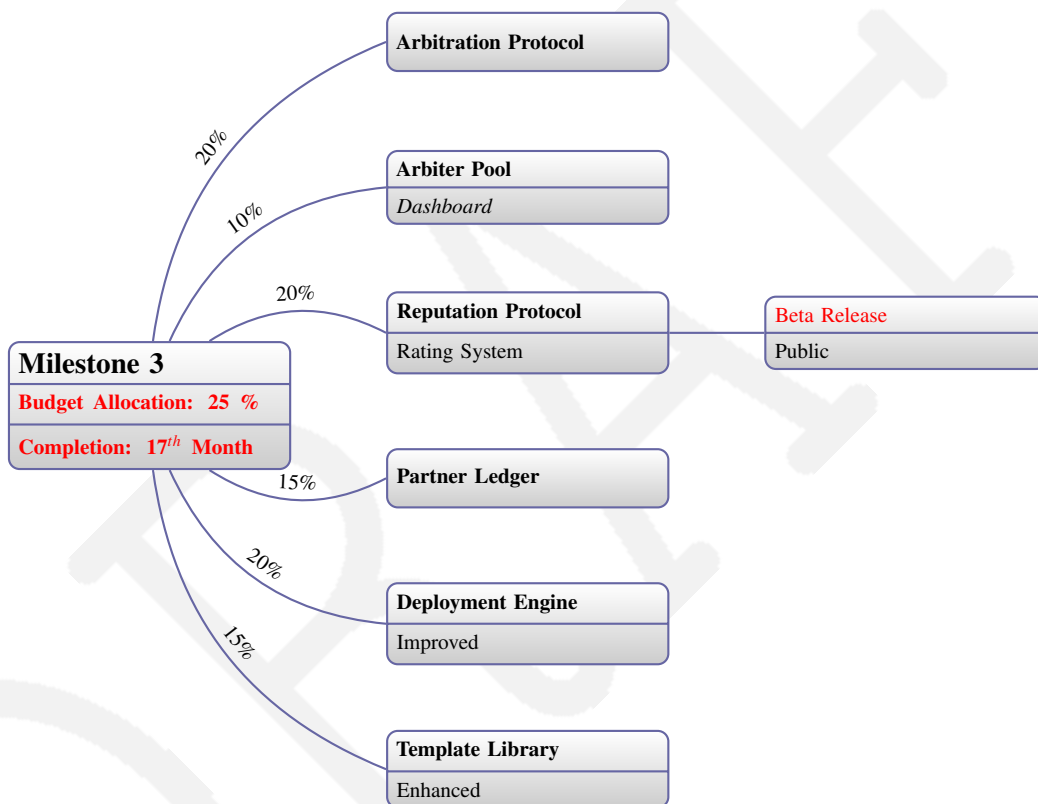 Arbitration Protocol
20%
Arbiter Pool
Dashboard
10%
20%
Reputation Protocol
Rating System
Beta Release
Public
Milestone 3
Budget Allocation: 25 %
Completion: 17th Month
15%
Partner Ledger
20%
Deployment Engine
Improved
15%
Template Library
Enhanced
DRAFT